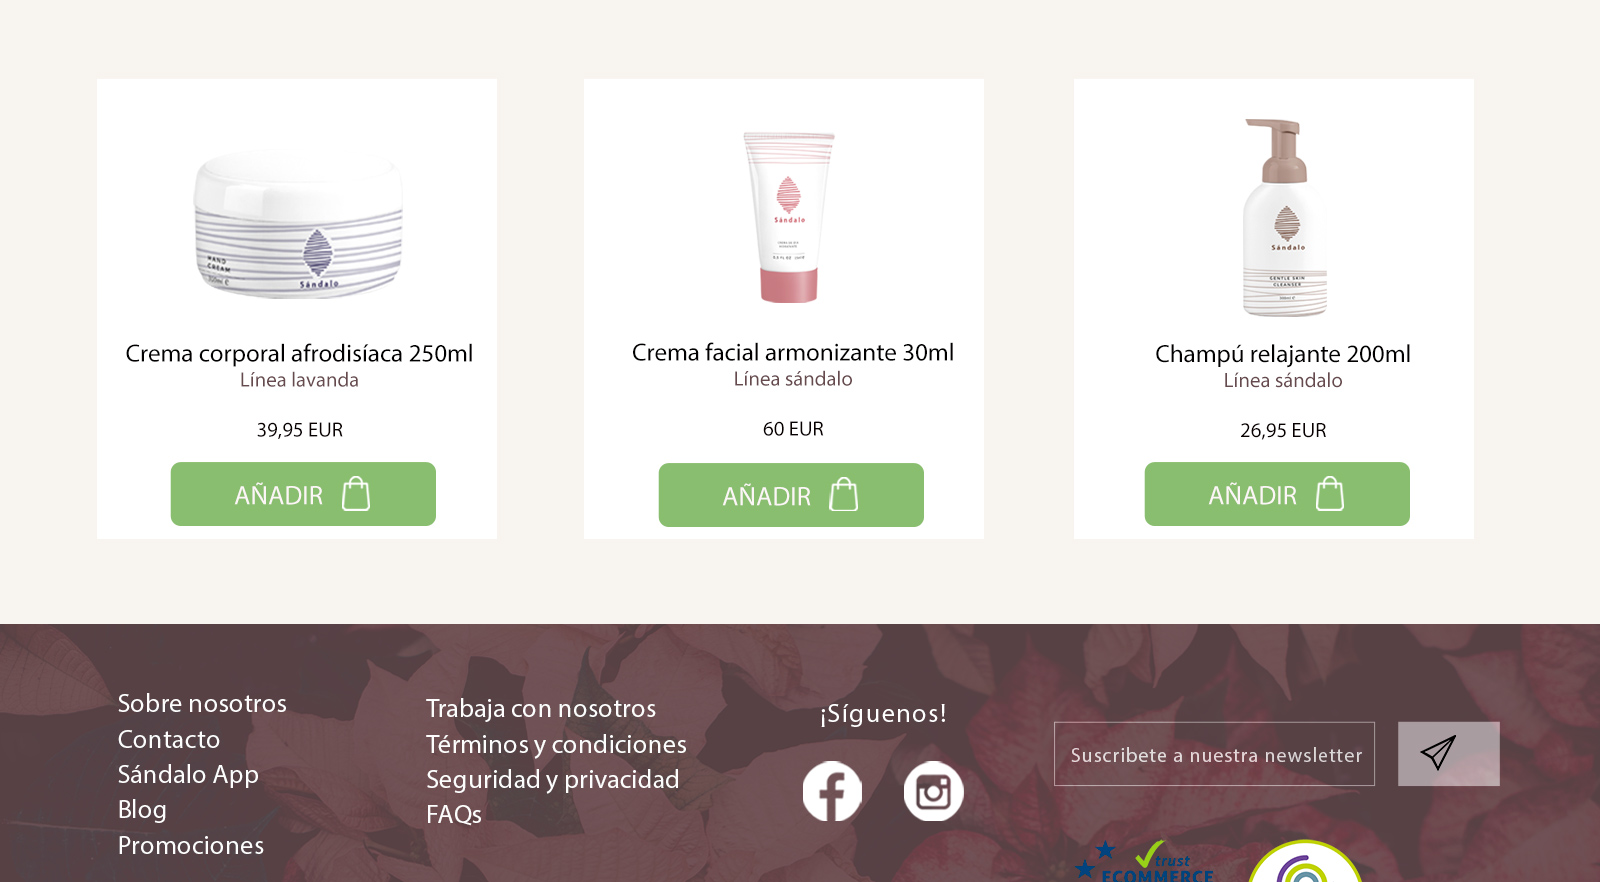 HAND
CREAM
Sándalo
Crema corporal afrodisíaca 250ml
Línea lavanda
39,95 EUR
AÑADIR
Sándalo
Crema facial armonizante 30ml
Línea sándalo
60 EUR
AÑADIR
Sándalo
GENTLE SKIN
CLEANSER
Champú relajante 200ml
Línea sándalo
26,95 EUR
AÑADIR
Sobre nosotros
Contacto
Sándalo App
Blog
Promociones
Trabaja con nosotros
Términos y condiciones
Seguridad y privacidad
FAQs
¡Síguenos!
Suscribete a nuestra newsletter
trust
ECOMMERCE